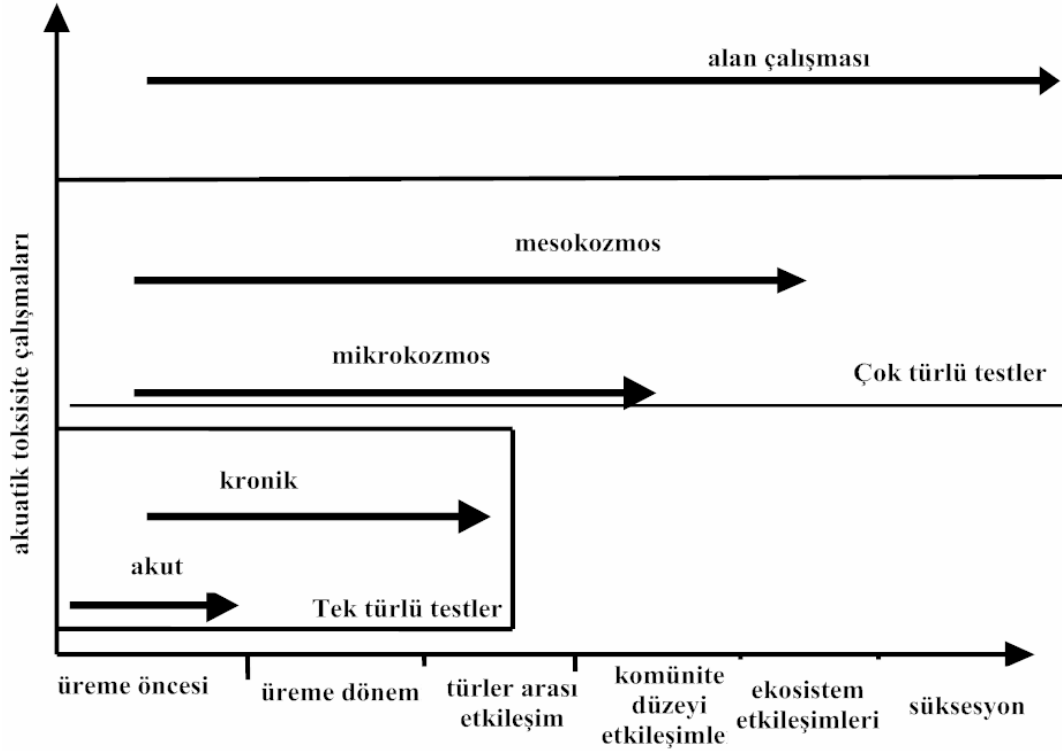 alan çalışması
mesokozmos
mikrokozmos
Çok türlü testler
kronik
akut
Tek türlü testler
akuatik toksisite çalışmaları
üreme öncesi
üreme dönem
türler arası
etkileşim
komünite
düzeyi
etkileşimle
ekosistem
etkileşimleri
süksesyon